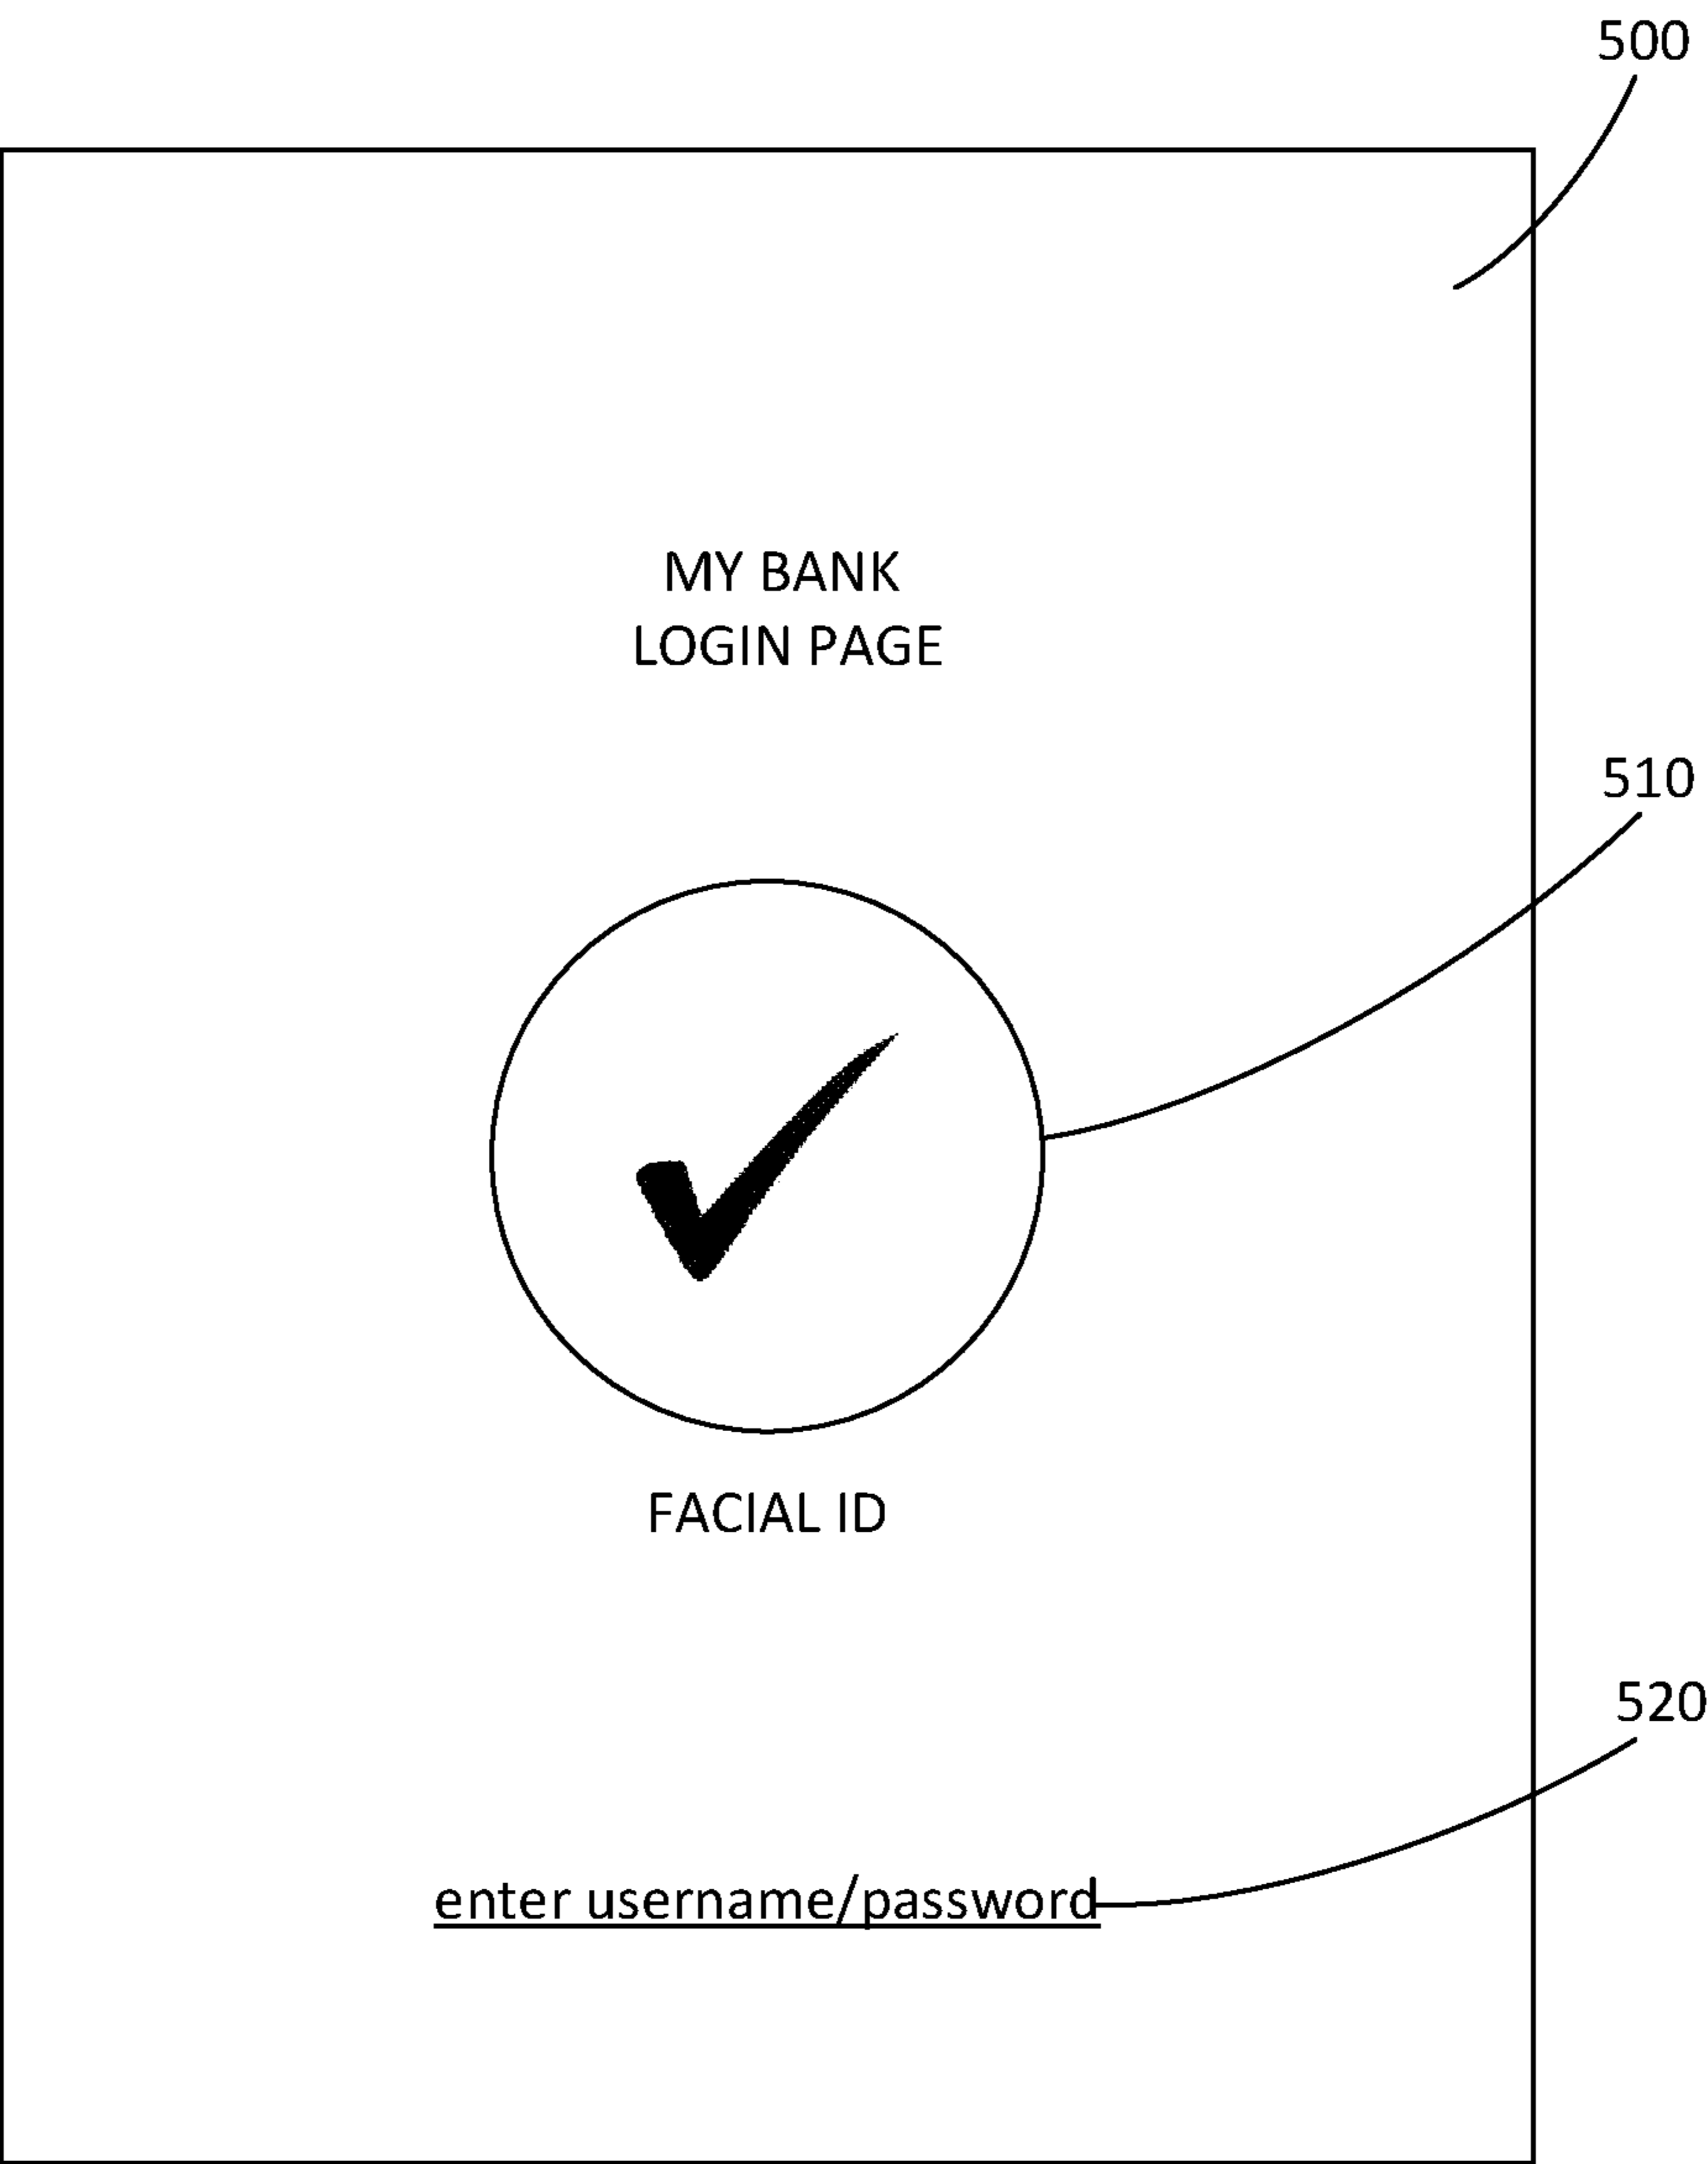 500
MY BANK
LOGIN PAGE
510
FACIAL ID
520
enter username/password